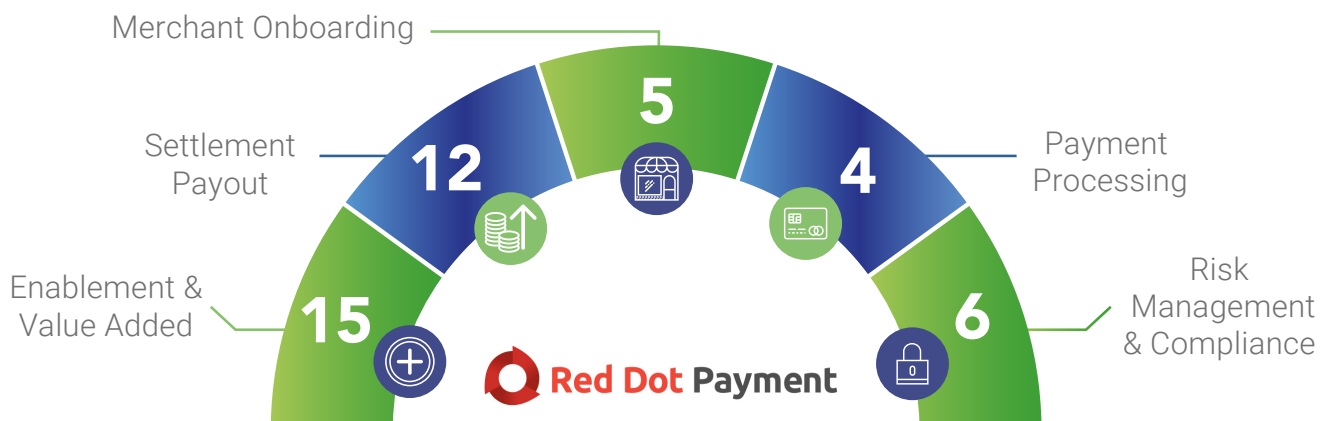 Merchant Onboarding
5
Settlement
Payout
12
4
Payment
Processing
Enablement &
Value Added
15
6
Risk
Management
& Compliance
0
Red Dot Payment